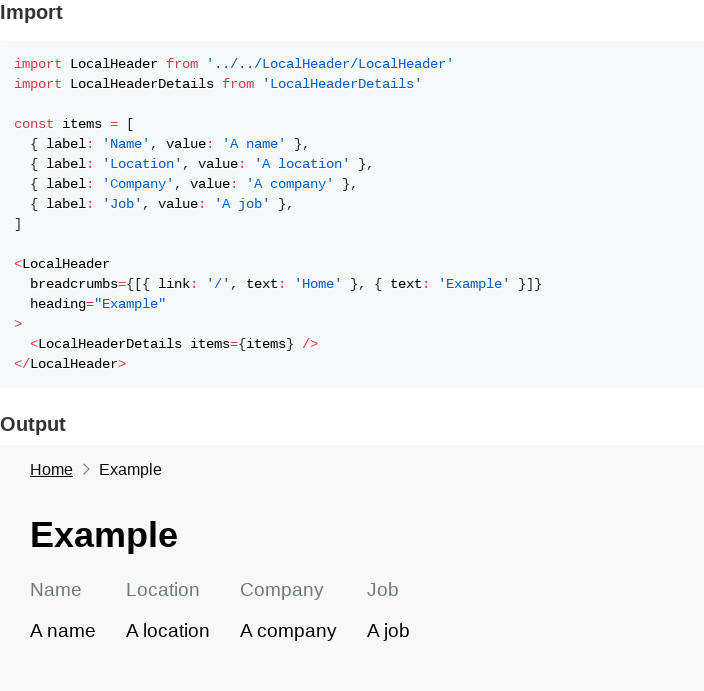 Import
import LocalHeader from '../../LocalHeader/LocalHeader'
import LocalHeaderDetails from 'LocalHeaderDetails'
const items = [
  { label: 'Name', value: 'A name' },
  { label: 'Location', value: 'A location' },
  { label: 'Company', value: 'A company' },
  { label: 'Job', value: 'A job' },
]
<LocalHeader
  breadcrumbs={[{ link: '/', text: 'Home' }, { text: 'Example' }]}
  heading="Example"
>
  <LocalHeaderDetails items={items} />
</LocalHeader>
Output
Home Example
Example
Name Location Company Job
A name A location A company A job